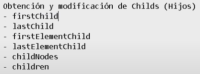 Obtención y modificación de Childs (Hijos)
- firstChild
- lastChild
- firstElementChild
- lastElementChild
- childNodes
- children